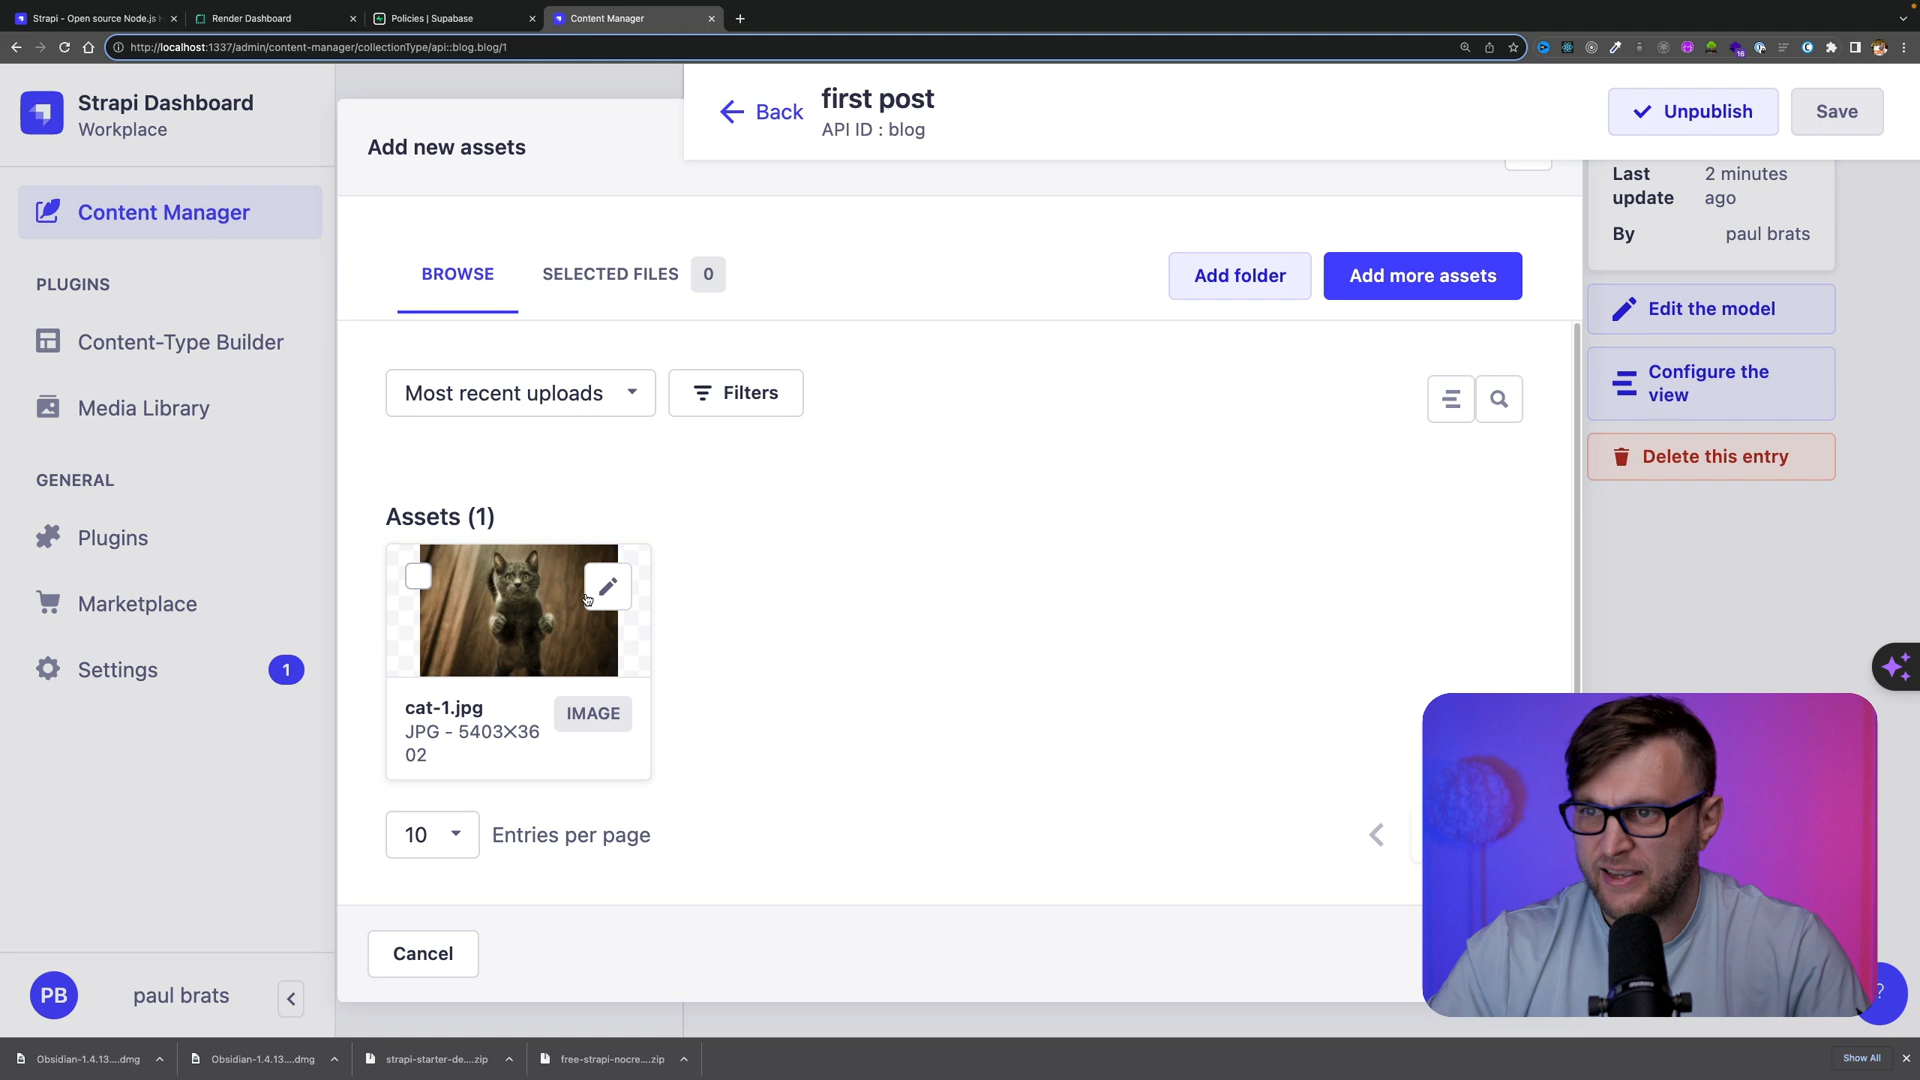 Strapi - Open source Node.js H
Render Dashboard
Policies | Supabase
Content Manager
http://localhost:1337/admin/content-manager/collectionType/api::blog.blog/1
16
Strapi Dashboard
Workplace
Content Manager
PLUGINS
Content-Type Builder
Media Library
GENERAL
Plugins
Marketplace
Settings
1
PB
paul brats
Back
first post
API ID : blog
Unpublish
Save
Add new assets
BROWSE
SELECTED FILES
0
Add folder
Add more assets
Most recent uploads
Filters
Assets (1)
cat-1.jpg
IMAGE
JPG - 5403✕36
02
10
Entries per page
Cancel
Last
update
2 minutes
ago
By
paul brats
Edit the model
Configure the
view
Delete this entry
?
Obsidian-1.4.13....dmg
Obsidian-1.4.13....dmg
strapi-starter-de....zip
free-strapi-nocre....zip
Show All